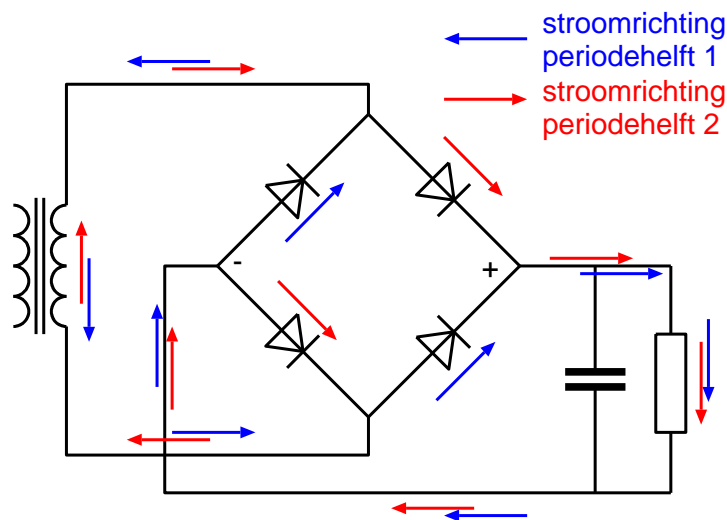 stroomrichting
periodehelft 1
stroomrichting
periodehelft 2
- +